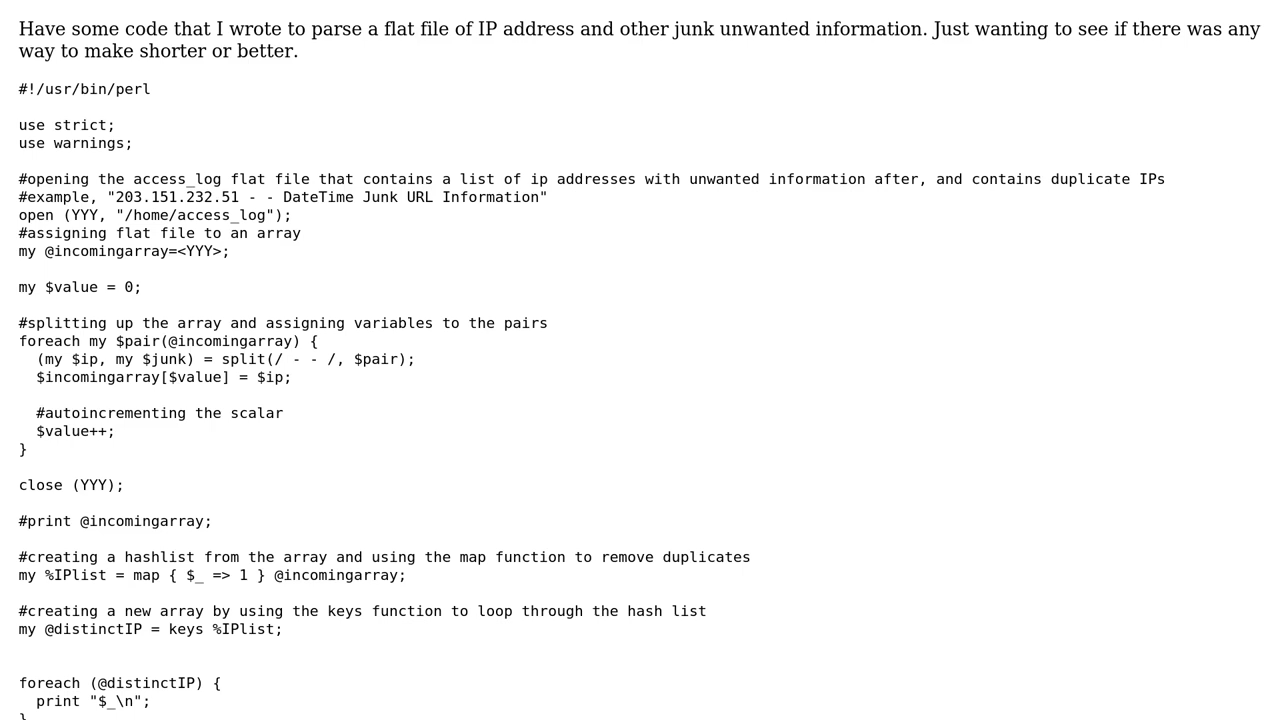 Have some code that I wrote to parse a flat file of IP address and other junk unwanted information. Just wanting to see if there was any
way to make shorter or better.
#!/usr/bin/perl
use strict;
use warnings;
#opening the access_log flat file that contains a list of ip addresses with unwanted information after, and contains duplicate IPs
#example, "203.151.232.51 - - DateTime Junk URL Information"
open (YYY, "/home/access_log");
#assigning flat file to an array
my @incomingarray=<YYY>;
my $value = 0;
#splitting up the array and assigning variables to the pairs
foreach my $pair(@incomingarray) {
  (my $ip, my $junk) = split(/ - - /, $pair);
  $incomingarray[$value] = $ip;
  #autoincrementing the scalar
  $value++;
}
close (YYY);
#print @incomingarray;
#creating a hashlist from the array and using the map function to remove duplicates
my %IPlist = map { $_ => 1 } @incomingarray;
#creating a new array by using the keys function to loop through the hash list
my @distinctIP = keys %IPlist;
foreach (@distinctIP) {
  print "$_\n";
}